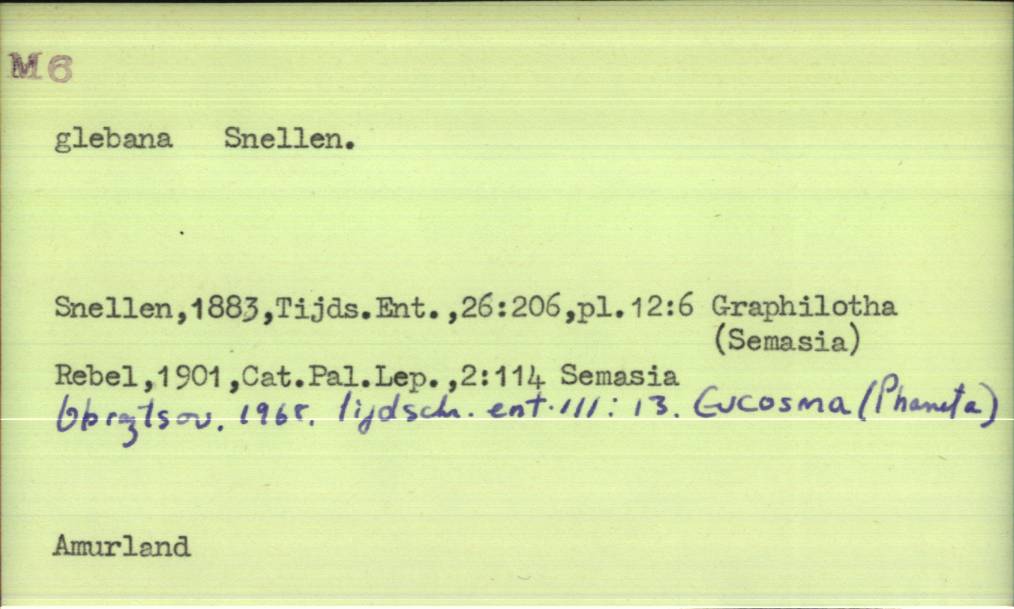 M6
glebana Snellen.
Snellen,1883,Tijds.Ent.,26:206,pl.12:6 Graphilotha
(Semasia)
Rebel,1901,Cat.Pal.Lep.,2:114 Semasia
Obraztsov. 1968. Tijdschr. ent. 111: 13. Eucosma (Phaneta)
Amurland